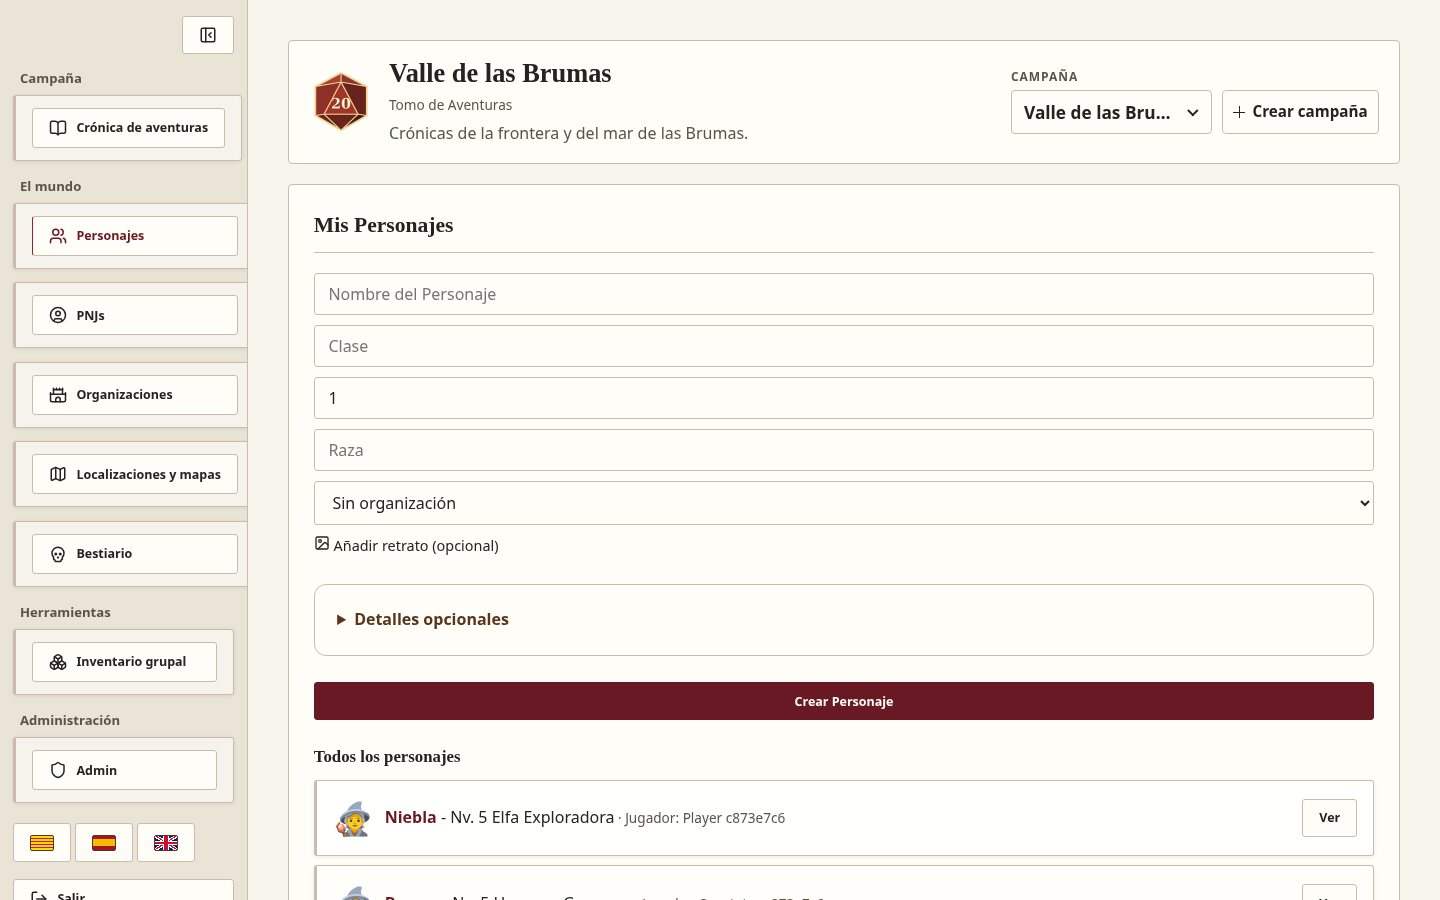 Campaña
Crónica de aventuras
El mundo
Personajes
PNJs
Organizaciones
Localizaciones y mapas
Bestiario
Herramientas
Inventario grupal
Administración
Admin
Salir
20
Valle de las Brumas
Tomo de Aventuras
Crónicas de la frontera y del mar de las Brumas.
CAMPAÑA
Valle de las Bru...
Crear campaña
Mis Personajes
Nombre del Personaje
Clase
1
Raza
Sin organización
Añadir retrato (opcional)
Detalles opcionales
Crear Personaje
Todos los personajes
Niebla - Nv. 5 Elfa Exploradora · Jugador: Player c873e7c6
Ver